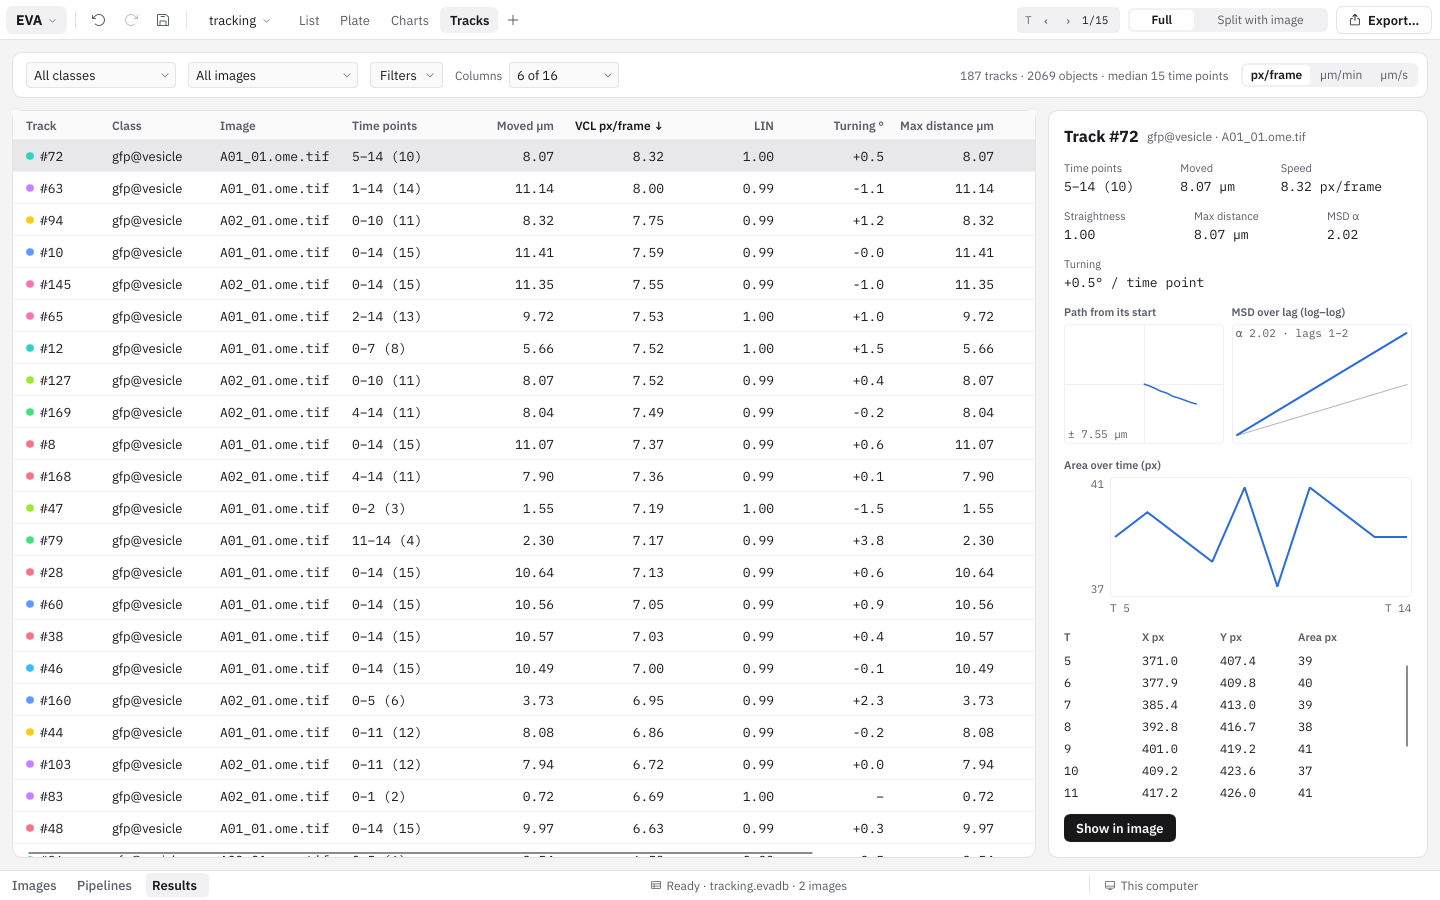 EVA tracking List Plate Charts Tracks T 1/15 Full Split with image Export...
All classes All images Filters Columns 6 of 16 187 tracks · 2069 objects · median 15 time points px/frame µm/min µm/s
Track Class Image Time points Moved µm VCL px/frame ↓ LIN Turning ° Max distance µm
#72 gfp@vesicle A01_01.ome.tif 5–14 (10) 8.07 8.32 1.00 +0.5 8.07
#63 gfp@vesicle A01_01.ome.tif 1–14 (14) 11.14 8.00 0.99 -1.1 11.14
#94 gfp@vesicle A02_01.ome.tif 0–10 (11) 8.32 7.75 0.99 +1.2 8.32
#10 gfp@vesicle A01_01.ome.tif 0–14 (15) 11.41 7.59 0.99 -0.0 11.41
#145 gfp@vesicle A02_01.ome.tif 0–14 (15) 11.35 7.55 0.99 -1.0 11.35
#65 gfp@vesicle A01_01.ome.tif 2–14 (13) 9.72 7.53 1.00 +1.0 9.72
#12 gfp@vesicle A01_01.ome.tif 0–7 (8) 5.66 7.52 1.00 +1.5 5.66
#127 gfp@vesicle A02_01.ome.tif 0–10 (11) 8.07 7.52 0.99 +0.4 8.07
#169 gfp@vesicle A02_01.ome.tif 4–14 (11) 8.04 7.49 0.99 -0.2 8.04
#8 gfp@vesicle A01_01.ome.tif 0–14 (15) 11.07 7.37 0.99 +0.6 11.07
#168 gfp@vesicle A02_01.ome.tif 4–14 (11) 7.90 7.36 0.99 +0.1 7.90
#47 gfp@vesicle A01_01.ome.tif 0–2 (3) 1.55 7.19 1.00 -1.5 1.55
#79 gfp@vesicle A01_01.ome.tif 11–14 (4) 2.30 7.17 0.99 +3.8 2.30
#28 gfp@vesicle A01_01.ome.tif 0–14 (15) 10.64 7.13 0.99 +0.6 10.64
#60 gfp@vesicle A01_01.ome.tif 0–14 (15) 10.56 7.05 0.99 +0.9 10.56
#38 gfp@vesicle A01_01.ome.tif 0–14 (15) 10.57 7.03 0.99 +0.4 10.57
#46 gfp@vesicle A01_01.ome.tif 0–14 (15) 10.49 7.00 0.99 -0.1 10.49
#160 gfp@vesicle A02_01.ome.tif 0–5 (6) 3.73 6.95 0.99 +2.3 3.73
#44 gfp@vesicle A01_01.ome.tif 0–11 (12) 8.08 6.86 0.99 -0.2 8.08
#103 gfp@vesicle A02_01.ome.tif 0–11 (12) 7.94 6.72 0.99 +0.0 7.94
#83 gfp@vesicle A02_01.ome.tif 0–1 (2) 0.72 6.69 1.00 – 0.72
#48 gfp@vesicle A01_01.ome.tif 0–14 (15) 9.97 6.63 0.99 +0.3 9.97
Track #72 gfp@vesicle · A01_01.ome.tif
Time points Moved Speed
5–14 (10) 8.07 µm 8.32 px/frame
Straightness Max distance MSD α
1.00 8.07 µm 2.02
Turning
+0.5° / time point
Path from its start MSD over lag (log–log)
α 2.02 · lags 1–2
± 7.55 µm
Area over time (px)
41
37
T 5 T 14
T X px Y px Area px
5 371.0 407.4 39
6 377.9 409.8 40
7 385.4 413.0 39
8 392.8 416.7 38
9 401.0 419.2 41
10 409.2 423.6 37
11 417.2 426.0 41
Show in image
Images Pipelines Results Ready · tracking.evadb · 2 images This computer